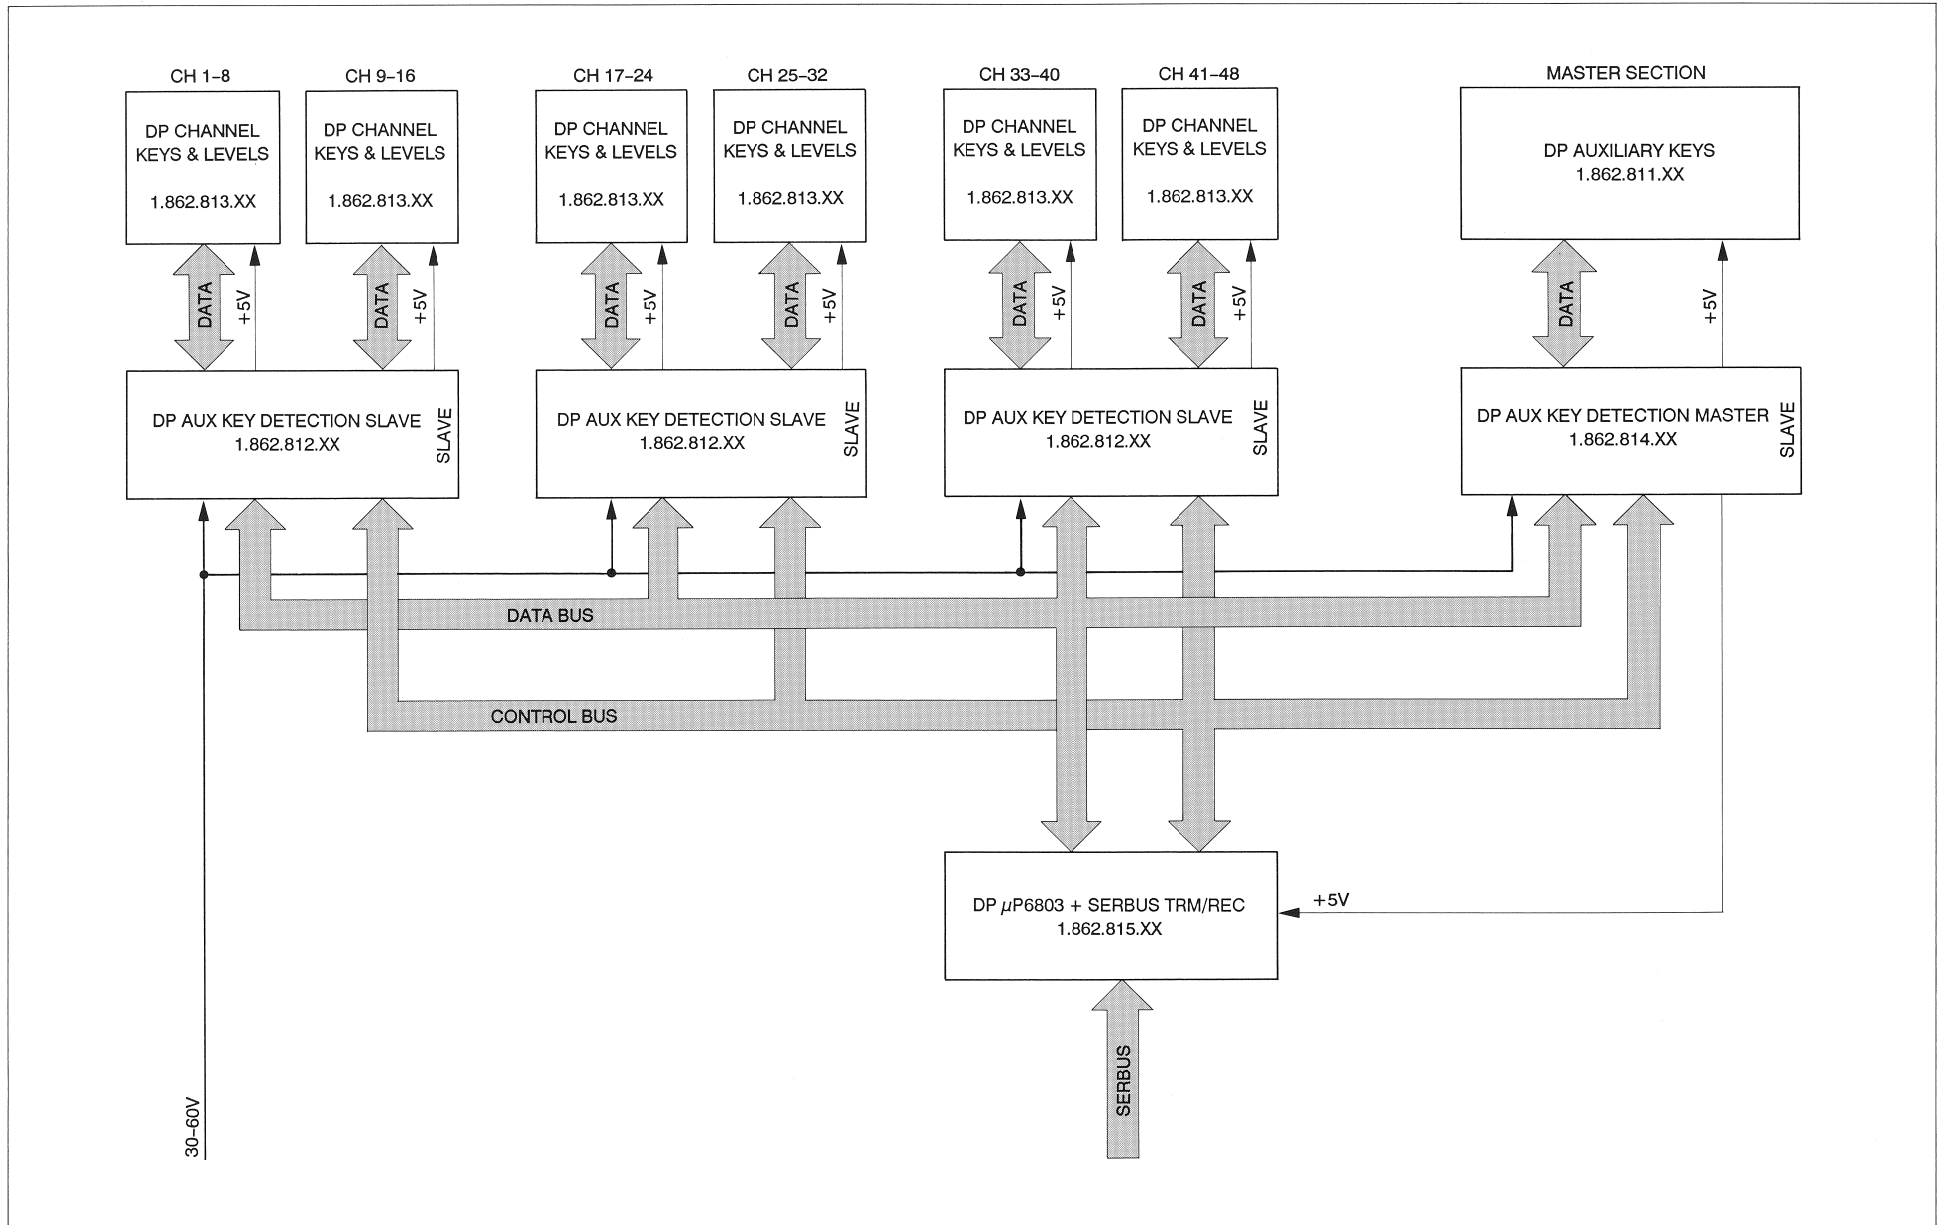 CH 1–8
CH 9–16
CH 17–24
CH 25–32
CH 33–40
CH 41–48
MASTER SECTION
DP CHANNEL
KEYS & LEVELS
1.862.813.XX
DP CHANNEL
KEYS & LEVELS
1.862.813.XX
DP CHANNEL
KEYS & LEVELS
1.862.813.XX
DP CHANNEL
KEYS & LEVELS
1.862.813.XX
DP CHANNEL
KEYS & LEVELS
1.862.813.XX
DP CHANNEL
KEYS & LEVELS
1.862.813.XX
DP AUXILIARY KEYS
1.862.811.XX
DATA
+5V
DATA
+5V
DATA
+5V
DATA
+5V
DATA
+5V
DATA
+5V
DATA
+5V
DP AUX KEY DETECTION SLAVE
1.862.812.XX
SLAVE
DP AUX KEY DETECTION SLAVE
1.862.812.XX
SLAVE
DP AUX KEY DETECTION SLAVE
1.862.812.XX
SLAVE
DP AUX KEY DETECTION MASTER
1.862.814.XX
SLAVE
DATA BUS
CONTROL BUS
DP µP6803 + SERBUS TRM/REC
1.862.815.XX
+5V
SERBUS
30–60V